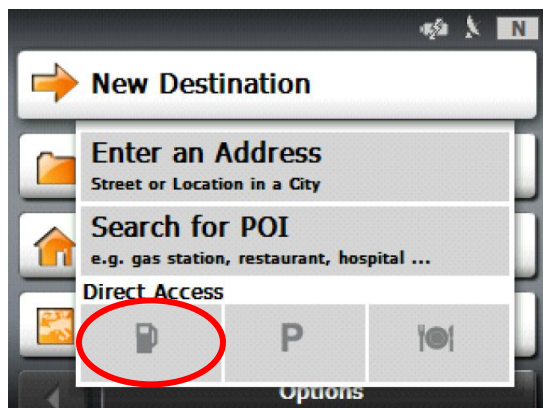 N
New Destination
Enter an Address
Street or Location in a City
Search for POI
e.g. gas station, restaurant, hospital ...
Direct Access
P
Options